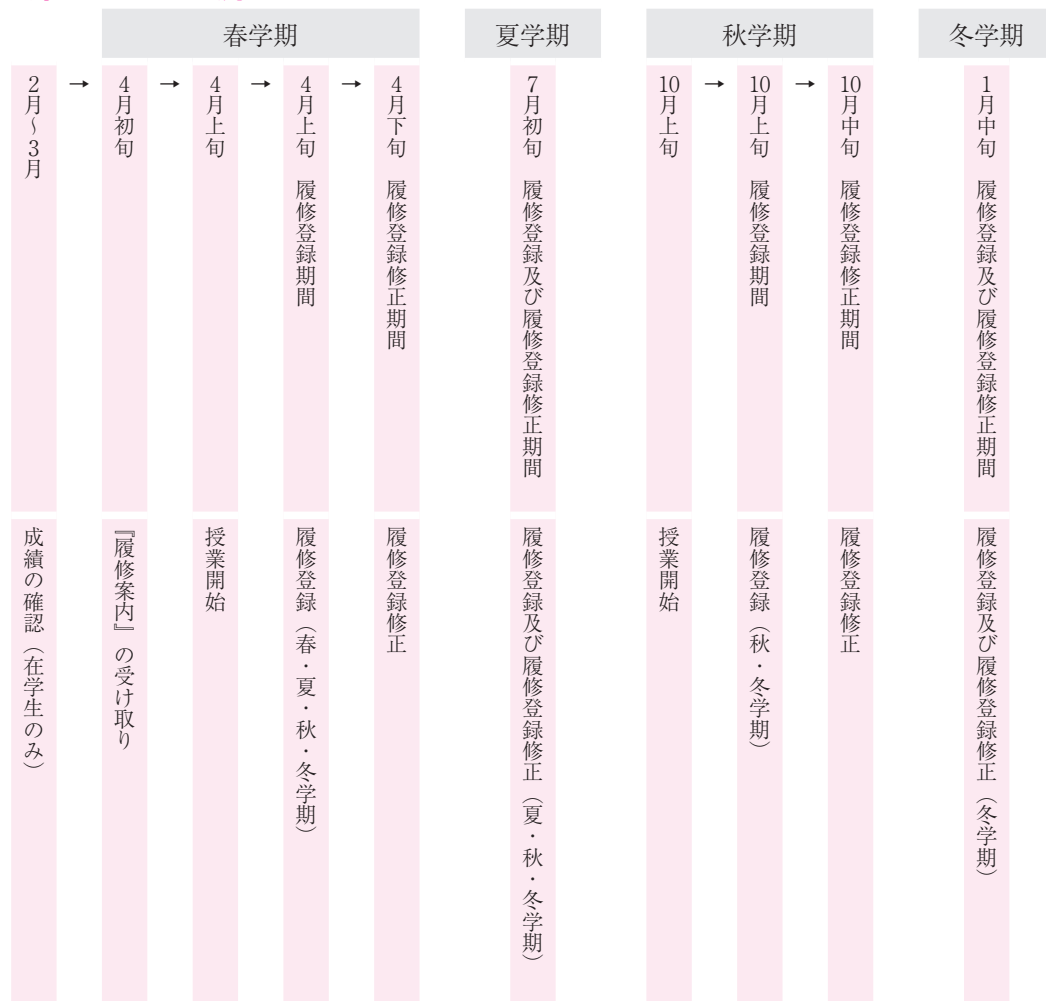 春学期
夏学期
秋学期
冬学期
2月〜3月
成績の確認（在学生のみ）
→
4月初旬
『履修案内』の受け取り
→
4月上旬
授業開始
→
4月上旬　履修登録期間
履修登録（春・夏・秋・冬学期）
→
4月下旬　履修登録修正期間
履修登録修正
7月初旬　履修登録及び履修登録修正期間
履修登録及び履修登録修正（夏・秋・冬学期）
10月上旬
授業開始
→
10月上旬　履修登録期間
履修登録（秋・冬学期）
→
10月中旬　履修登録修正期間
履修登録修正
1月中旬　履修登録及び履修登録修正期間
履修登録及び履修登録修正（冬学期）